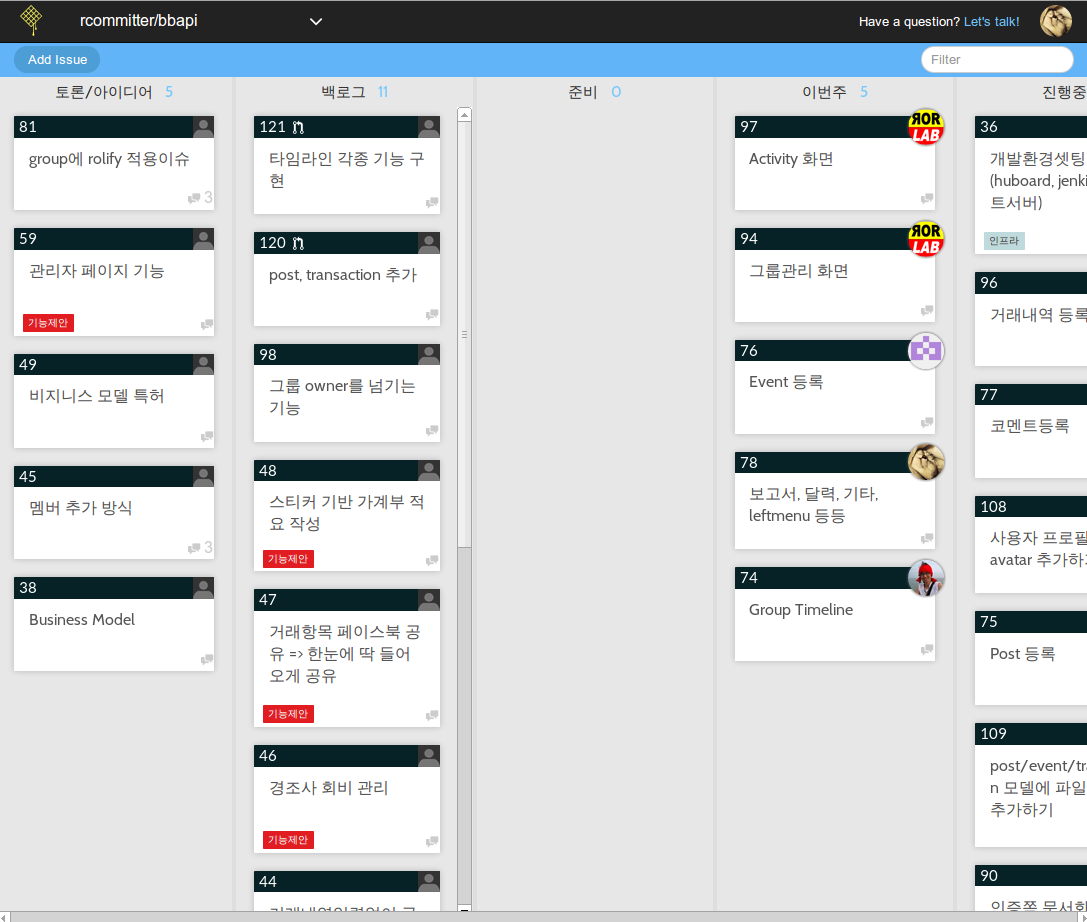 rcommitter/bbapi
Have a question? Let's talk!
Add Issue
Filter
토론/아이디어 5
81
group에 rolify 적용이슈
3
59
관리자 페이지 기능
기능제안
49
비지니스 모델 특허
45
멤버 추가 방식
3
38
Business Model
백로그 11
121
타임라인 각종 기능 구
현
120
post, transaction 추가
98
그룹 owner를 넘기는
기능
48
스티커 기반 가계부 적
요 작성
기능제안
47
거래항목 페이스북 공
유 => 한눈에 딱 들어
오게 공유
기능제안
46
경조사 회비 관리
기능제안
44
준비 0
이번주 5
97
ROR
LAB
Activity 화면
94
ROR
LAB
그룹관리 화면
76
Event 등록
78
보고서, 달력, 기타,
leftmenu 등등
74
Group Timeline
진행중
36
개발환경셋팅
(huboard, jenki
트서버)
인프라
96
거래내역 등록
77
코멘트등록
108
사용자 프로필
avatar 추가하
75
Post 등록
109
post/event/tra
n 모델에 파일
추가하기
90
인증쪽 문서화